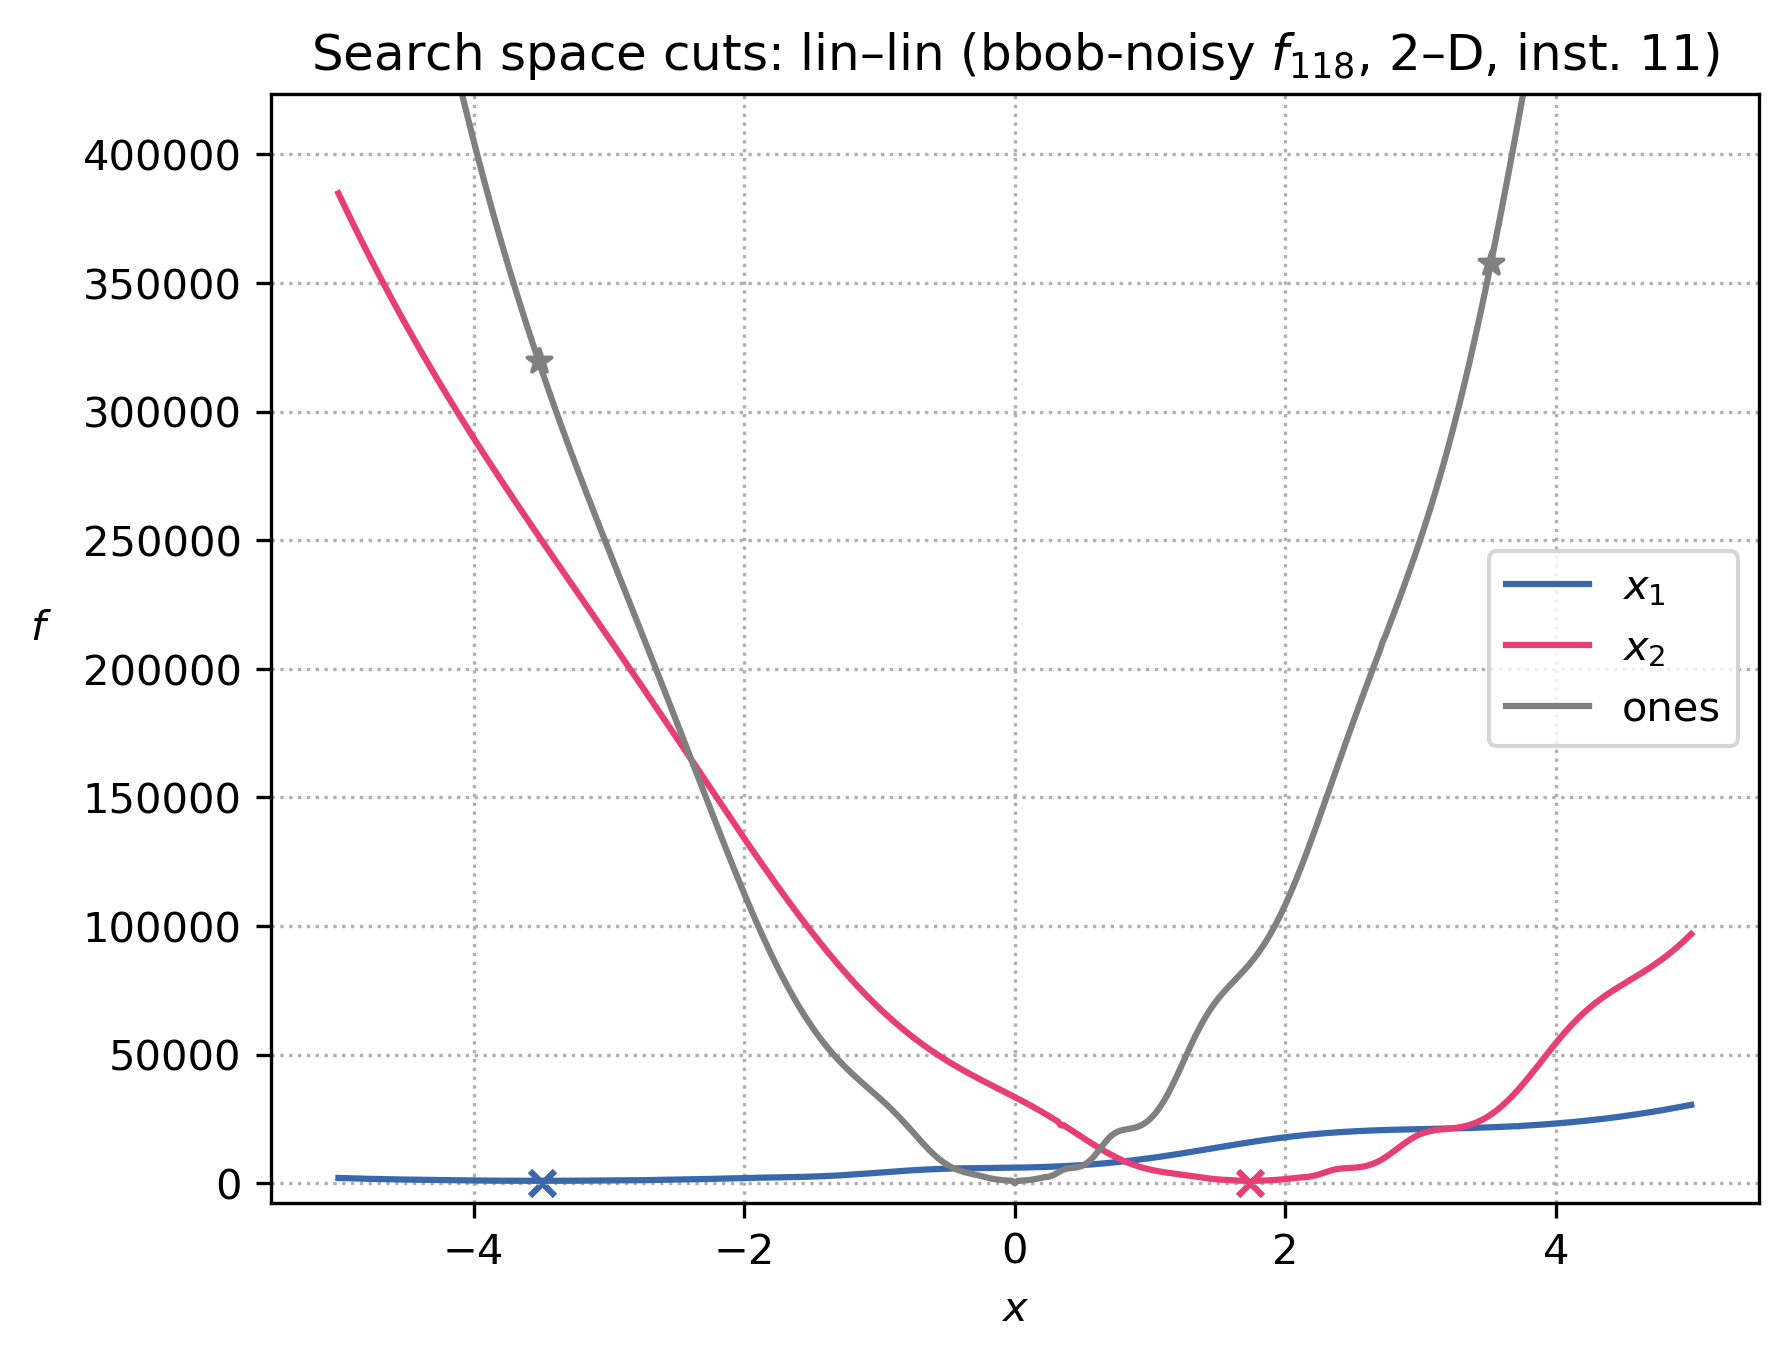 Search space cuts: lin–lin (bbob-noisy f₁₁₈, 2–D, inst. 11)
400000
350000
300000
250000
200000
150000
100000
50000
0
f
x₁
x₂
ones
−4 −2 0 2 4
x